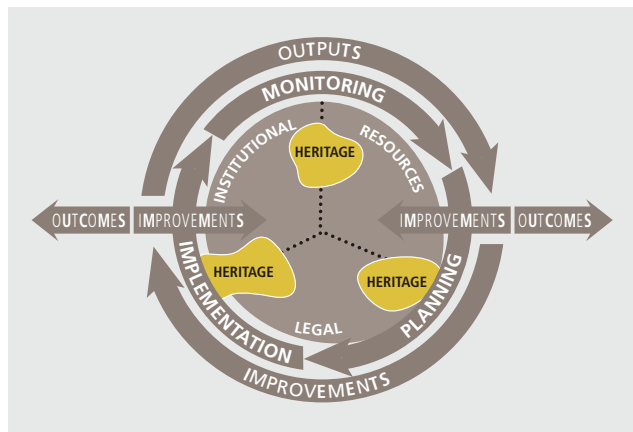 OUTPUTS
MONITORING
INSTITUTIONAL
RESOURCES
HERITAGE
OUTCOMES
IMPROVEMENTS
IMPROVEMENTS
OUTCOMES
HERITAGE
HERITAGE
IMPLEMENTATION
PLANNING
LEGAL
IMPROVEMENTS